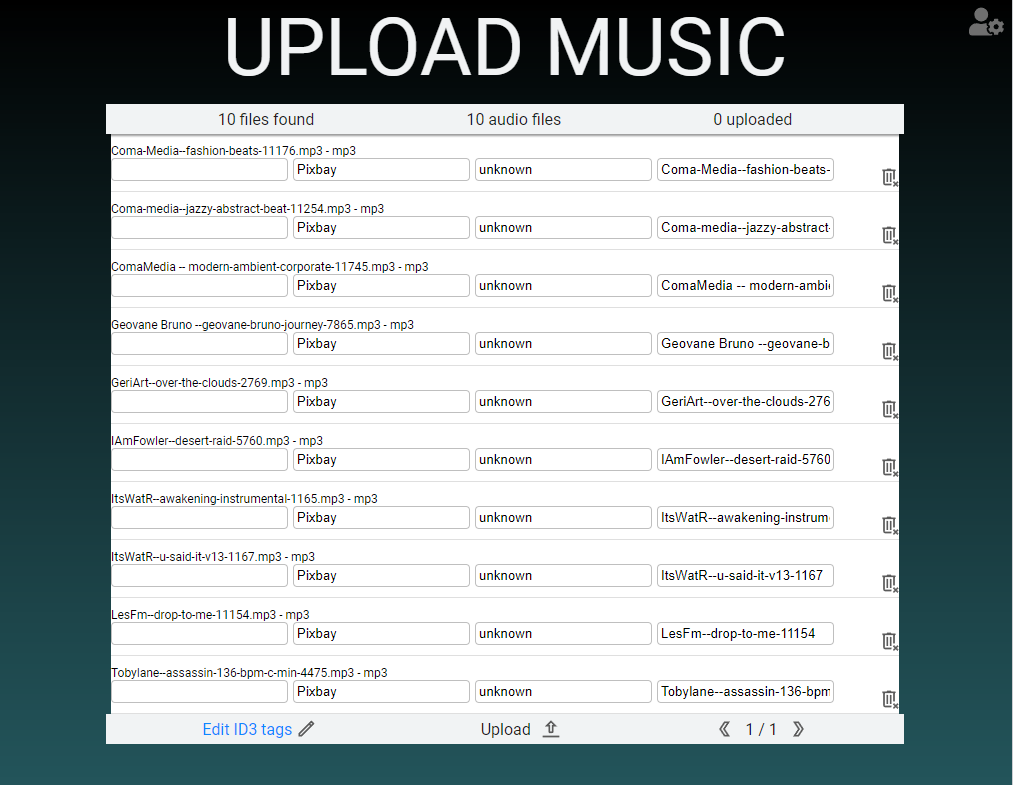 UPLOAD MUSIC
10 files found 10 audio files 0 uploaded
Coma-Media--fashion-beats-11176.mp3 - mp3
Pixbay unknown Coma-Media--fashion-beats-
Coma-media--jazzy-abstract-beat-11254.mp3 - mp3
Pixbay unknown Coma-media--jazzy-abstract-
ComaMedia -- modern-ambient-corporate-11745.mp3 - mp3
Pixbay unknown ComaMedia -- modern-ambi
Geovane Bruno --geovane-bruno-journey-7865.mp3 - mp3
Pixbay unknown Geovane Bruno --geovane-b
GeriArt--over-the-clouds-2769.mp3 - mp3
Pixbay unknown GeriArt--over-the-clouds-276
IAmFowler--desert-raid-5760.mp3 - mp3
Pixbay unknown IAmFowler--desert-raid-5760
ItsWatR--awakening-instrumental-1165.mp3 - mp3
Pixbay unknown ItsWatR--awakening-instrum
ItsWatR--u-said-it-v13-1167.mp3 - mp3
Pixbay unknown ItsWatR--u-said-it-v13-1167
LesFm--drop-to-me-11154.mp3 - mp3
Pixbay unknown LesFm--drop-to-me-11154
Tobylane--assassin-136-bpm-c-min-4475.mp3 - mp3
Pixbay unknown Tobylane--assassin-136-bpm
Edit ID3 tags Upload 1 / 1